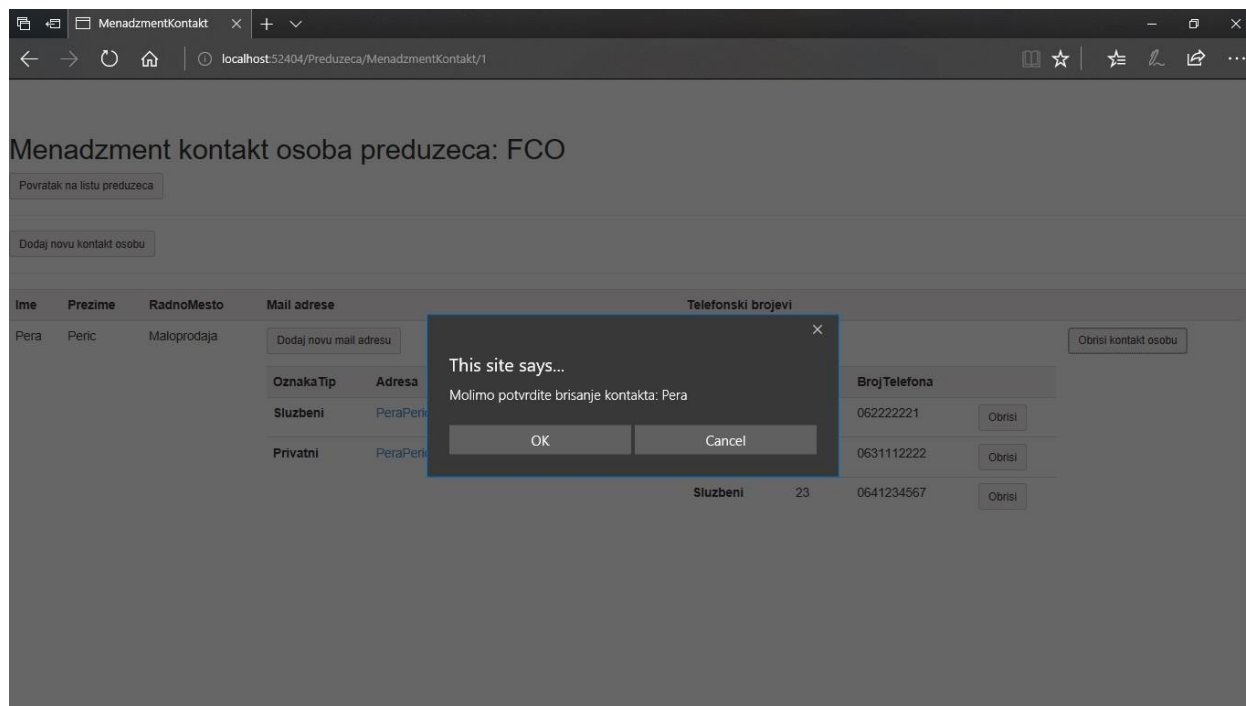 MenadzmentKontakt
localhost:52404/Preduzeca/MenadzmentKontakt/1
Menadzment kontakt osoba preduzeca: FCO
Povratak na listu preduzeca
Dodaj novu kontakt osobu
Ime Prezime RadnoMesto Mail adrese Telefonski brojevi
Pera Peric Maloprodaja Dodaj novu mail adresu Obrisi kontakt osobu
This site says...
Molimo potvrdite brisanje kontakta: Pera
OK Cancel
OznakaTip Adresa BrojTelefona
Sluzbeni 062222221 Obrisi
Privatni 0631112222 Obrisi
Sluzbeni 23 0641234567 Obrisi